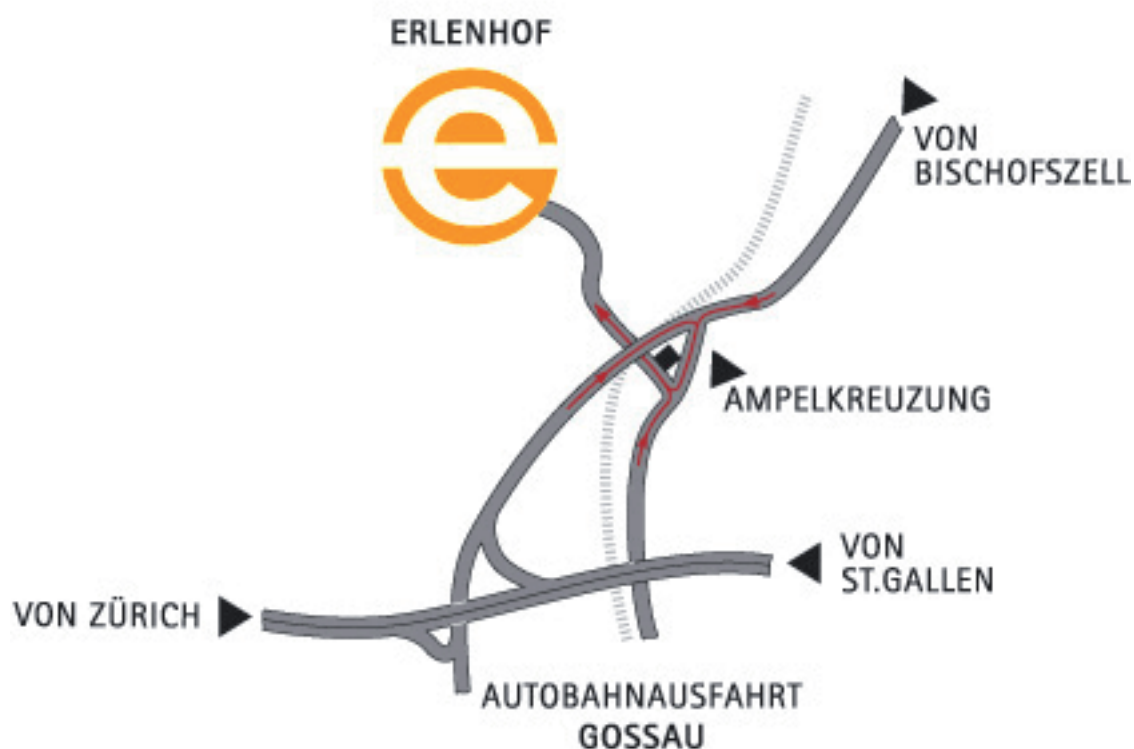 ERLENHOF
e
VON
BISCHOFSZELL
AMPELKREUZUNG
VON
ST.GALLEN
VON ZÜRICH
AUTOBAHNAUSFAHRT
GOSSAU